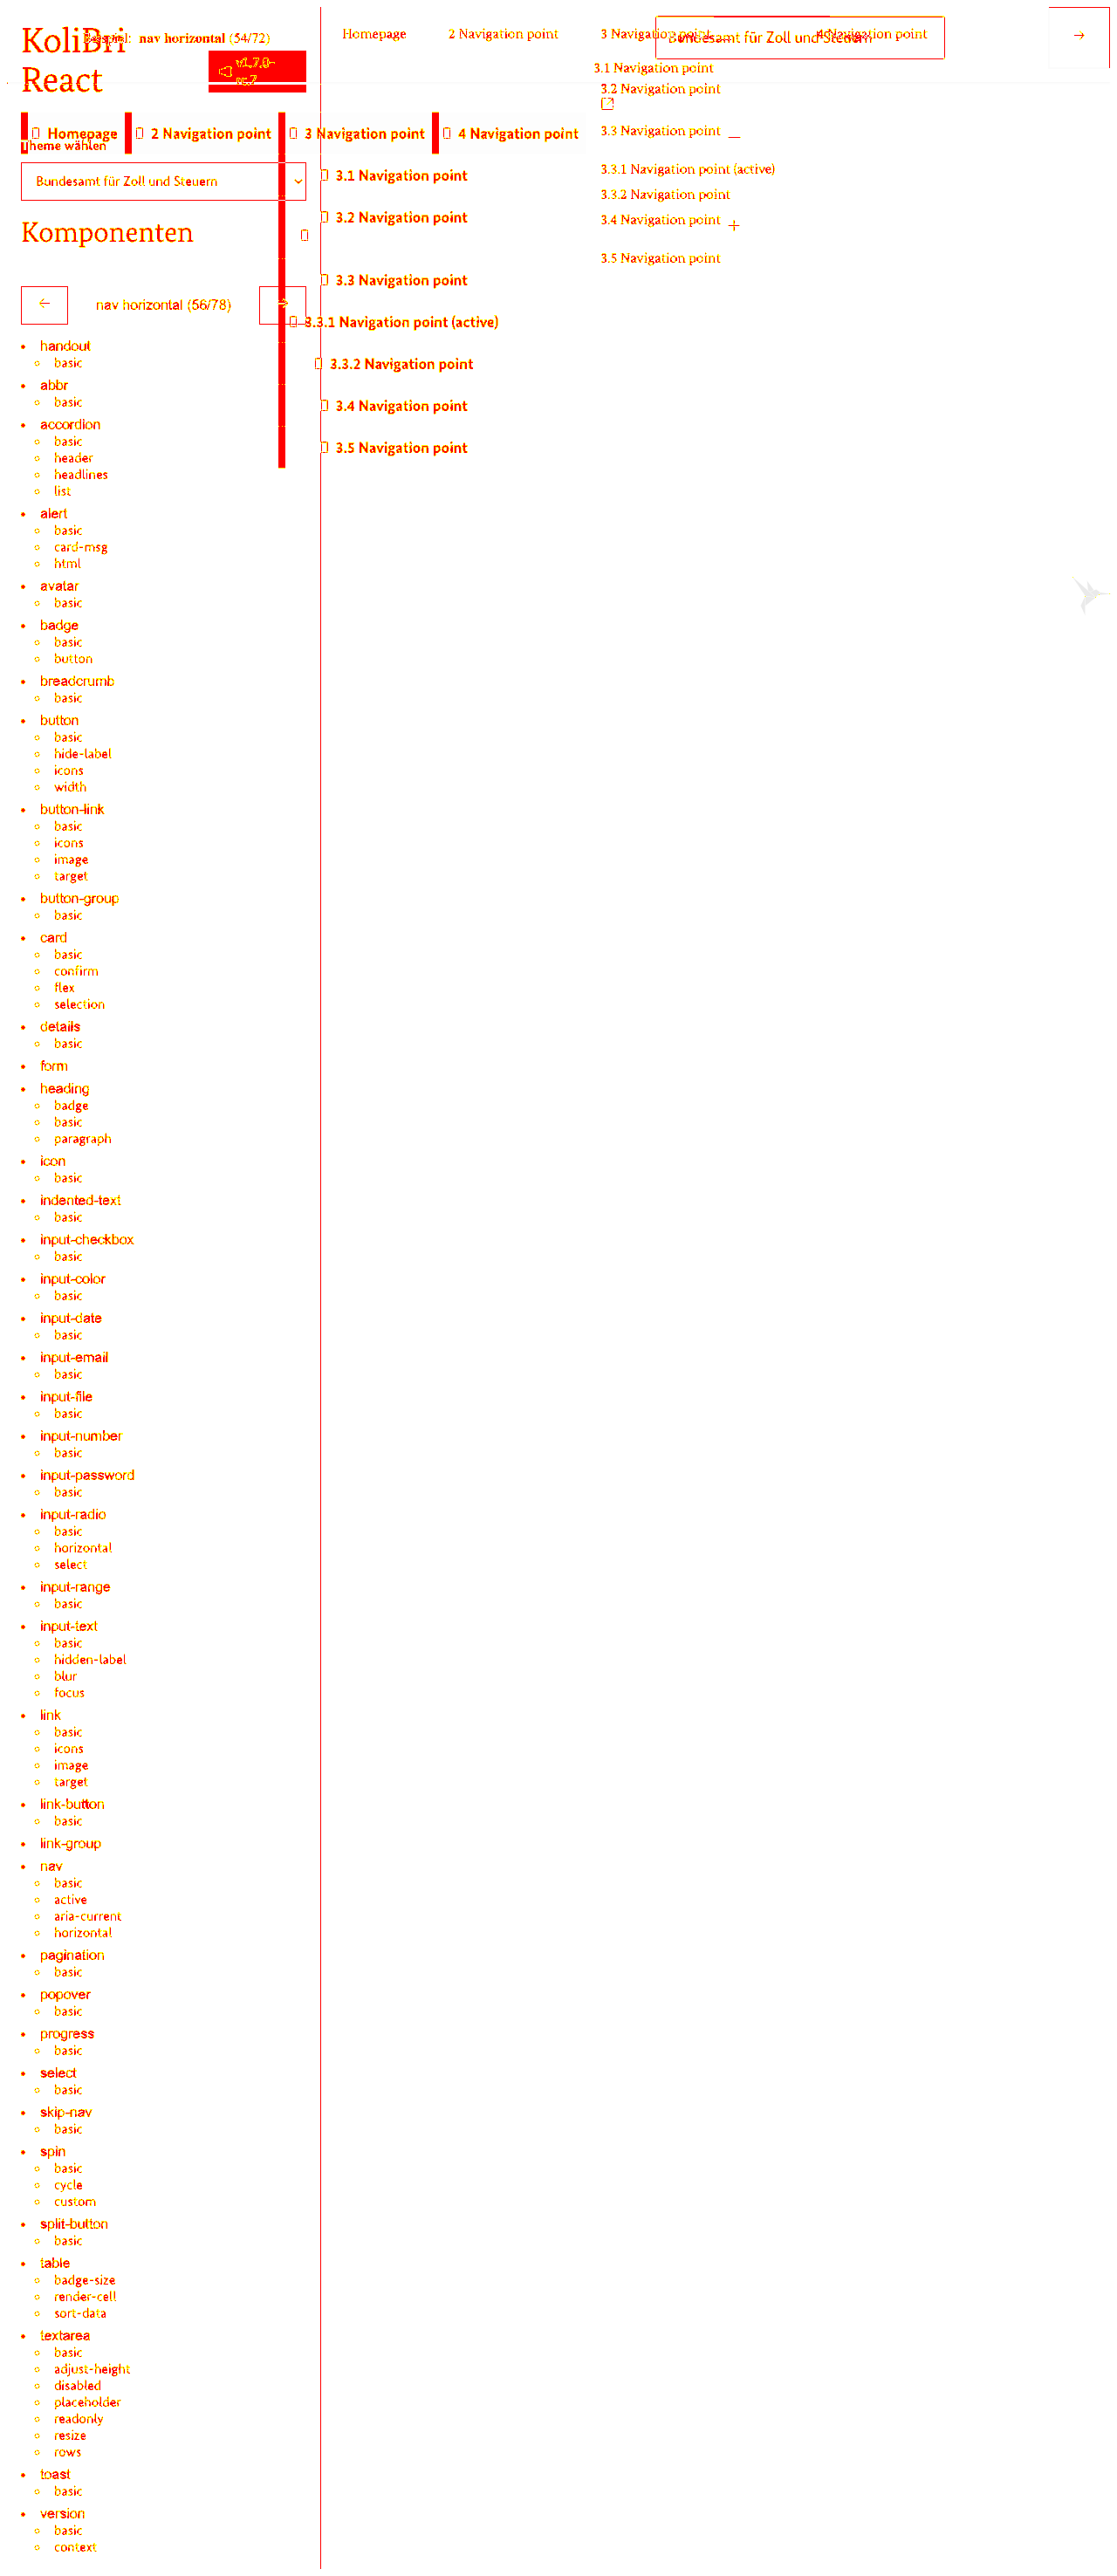 KoliBri
React
Beispiel: nav horizontal (54/72)
v1.7.0-
rc.2
Homepage
2 Navigation point
3 Navigation point
4 Navigation point
Bundesamt für Zoll und Steuern
3.1 Navigation point
3.2 Navigation point
3.3 Navigation point
3.3.1 Navigation point (active)
3.3.2 Navigation point
3.4 Navigation point
3.5 Navigation point
Homepage
2 Navigation point
3 Navigation point
4 Navigation point
3.1 Navigation point
3.2 Navigation point
3.3 Navigation point
3.3.1 Navigation point (active)
3.3.2 Navigation point
3.4 Navigation point
3.5 Navigation point
Theme wählen
Bundesamt für Zoll und Steuern
Komponenten
nav horizontal (56/78)
handout
basic
abbr
basic
accordion
basic
header
headlines
list
alert
basic
card-msg
html
avatar
basic
badge
basic
button
breadcrumb
basic
button
basic
hide-label
icons
width
button-link
basic
icons
image
target
button-group
basic
card
basic
confirm
flex
selection
details
basic
form
heading
badge
basic
paragraph
icon
basic
indented-text
basic
input-checkbox
basic
input-color
basic
input-date
basic
input-email
basic
input-file
basic
input-number
basic
input-password
basic
input-radio
basic
horizontal
select
input-range
basic
input-text
basic
hidden-label
blur
focus
link
basic
icons
image
target
link-button
basic
link-group
nav
basic
active
aria-current
horizontal
pagination
basic
popover
basic
progress
basic
select
basic
skip-nav
basic
spin
basic
cycle
custom
split-button
basic
table
badge-size
render-cell
sort-data
textarea
basic
adjust-height
disabled
placeholder
readonly
resize
rows
toast
basic
version
basic
context